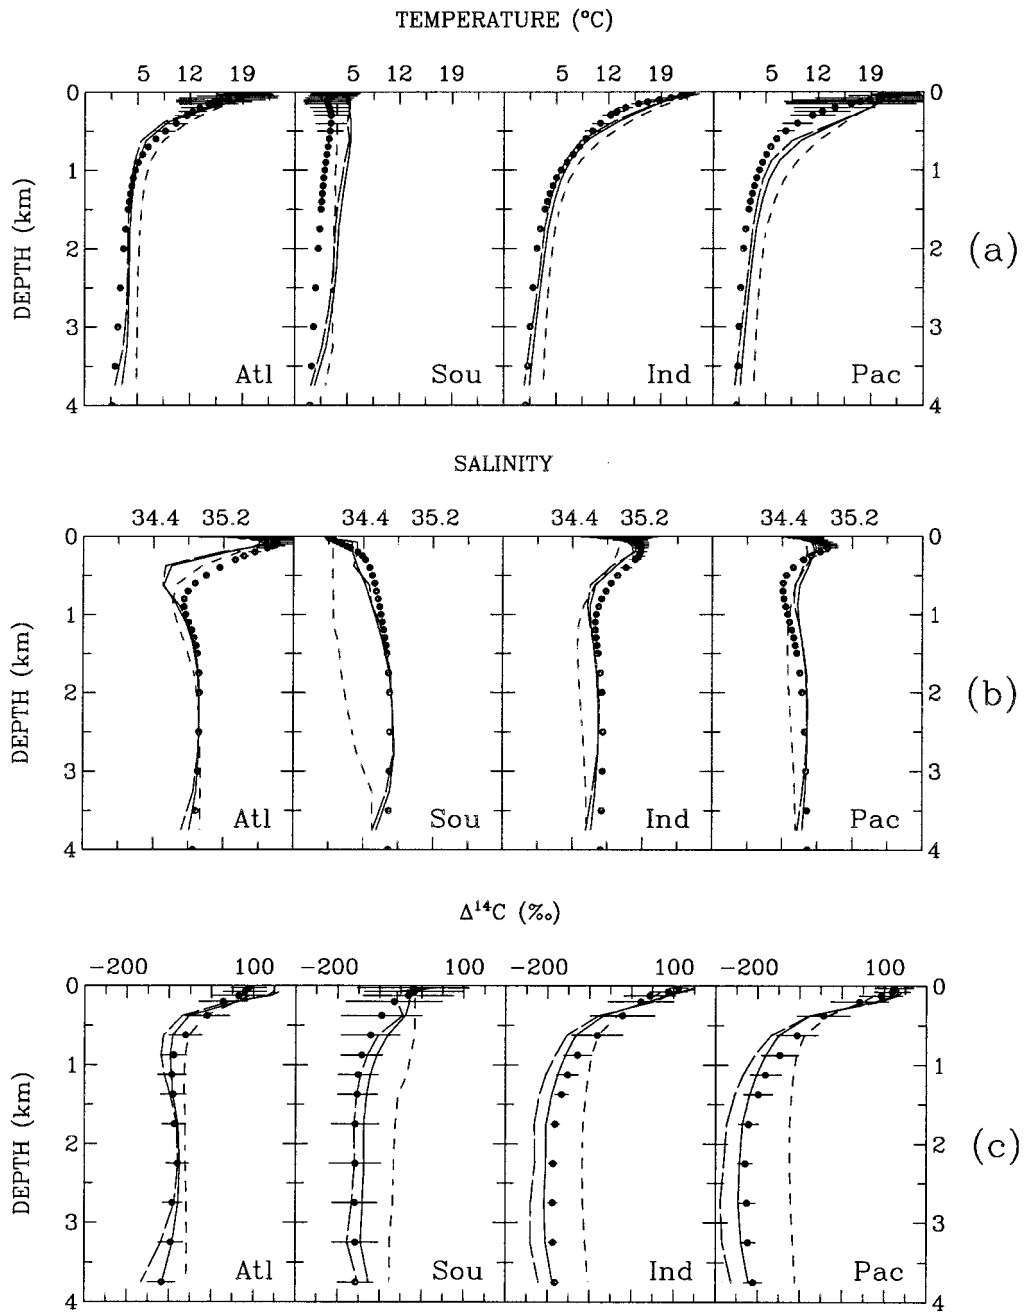 TEMPERATURE (°C)
5 12 19 5 12 19 5 12 19 5 12 19
0 0
1 1
2 2
3 3
4 4
DEPTH (km)
Atl Sou Ind Pac
(a)
SALINITY
34.4 35.2 34.4 35.2 34.4 35.2 34.4 35.2
0 0
1 1
2 2
3 3
4 4
DEPTH (km)
Atl Sou Ind Pac
(b)
Δ¹⁴C (‰)
-200 100 -200 100 -200 100 -200 100
0 0
1 1
2 2
3 3
4 4
DEPTH (km)
Atl Sou Ind Pac
(c)